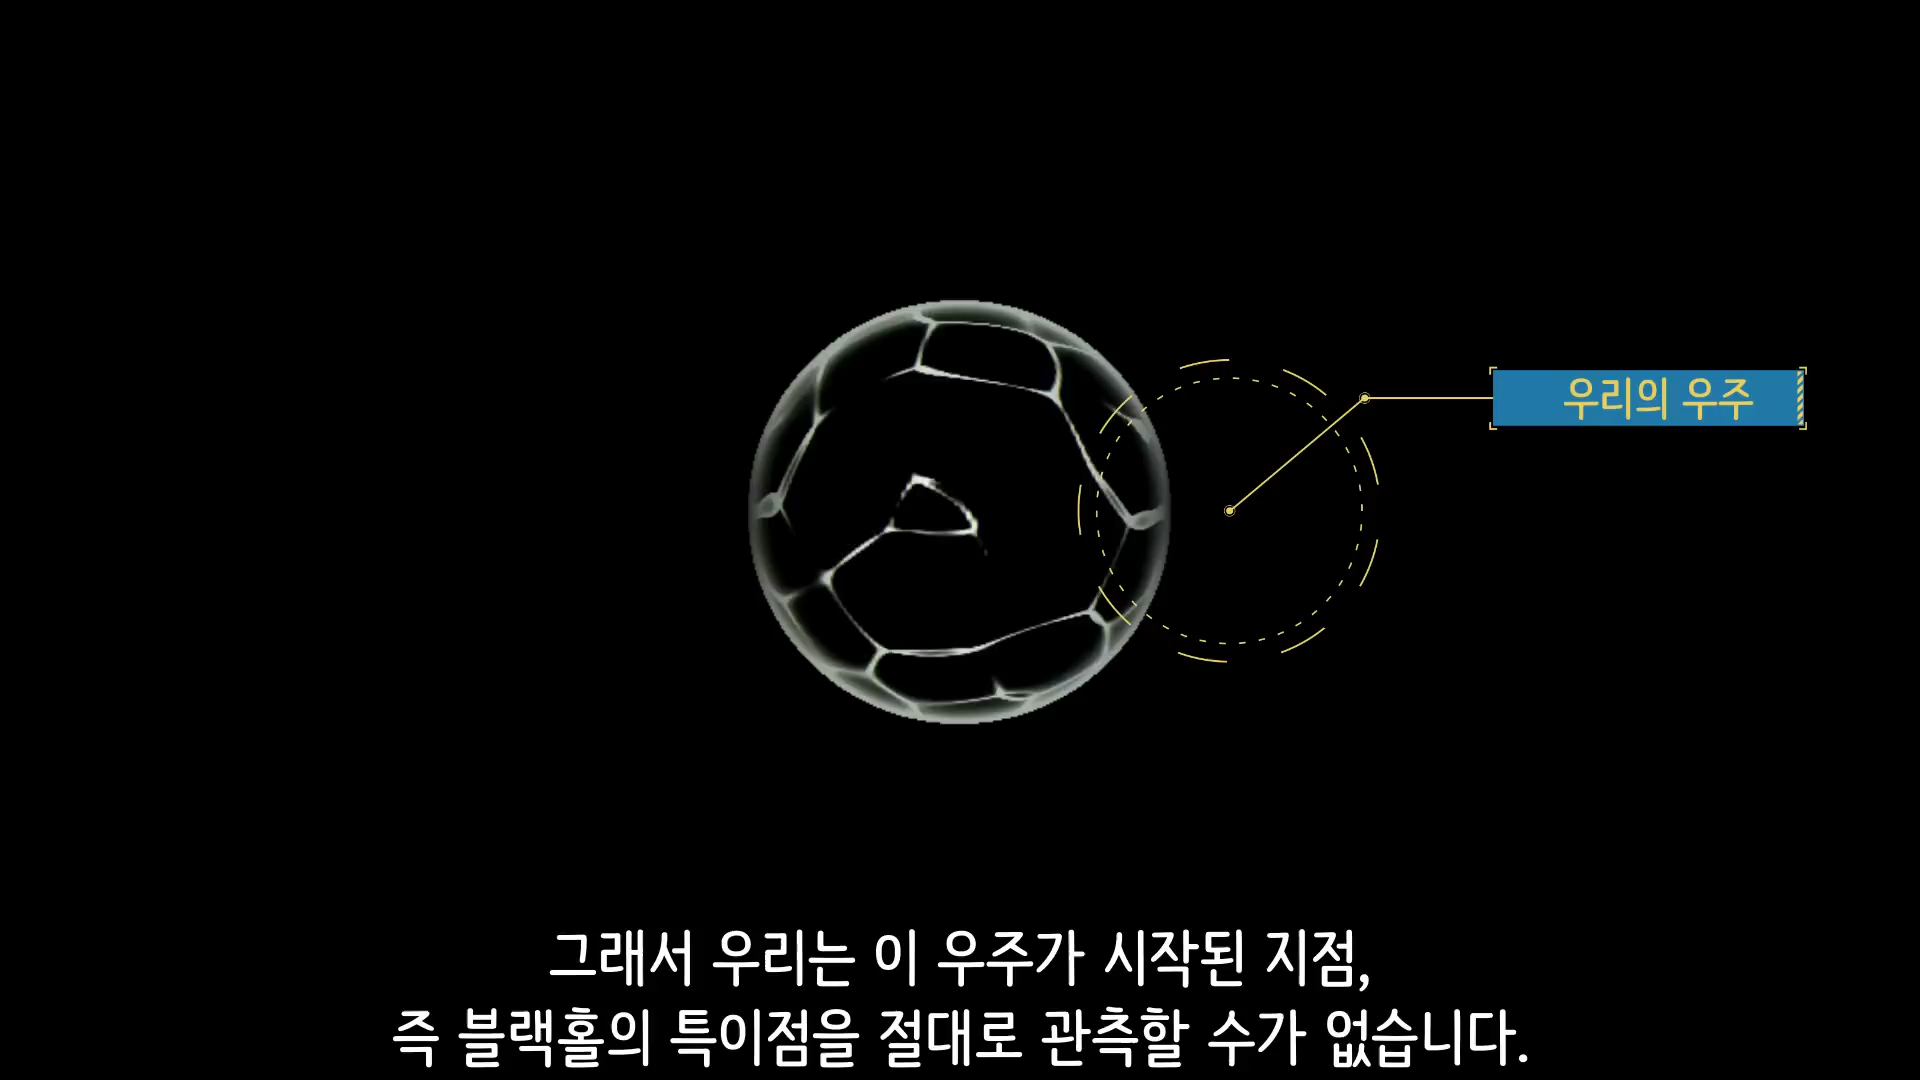 우리의 우주
그래서 우리는 이 우주가 시작된 지점,
즉 블랙홀의 특이점을 절대로 관측할 수가 없습니다.